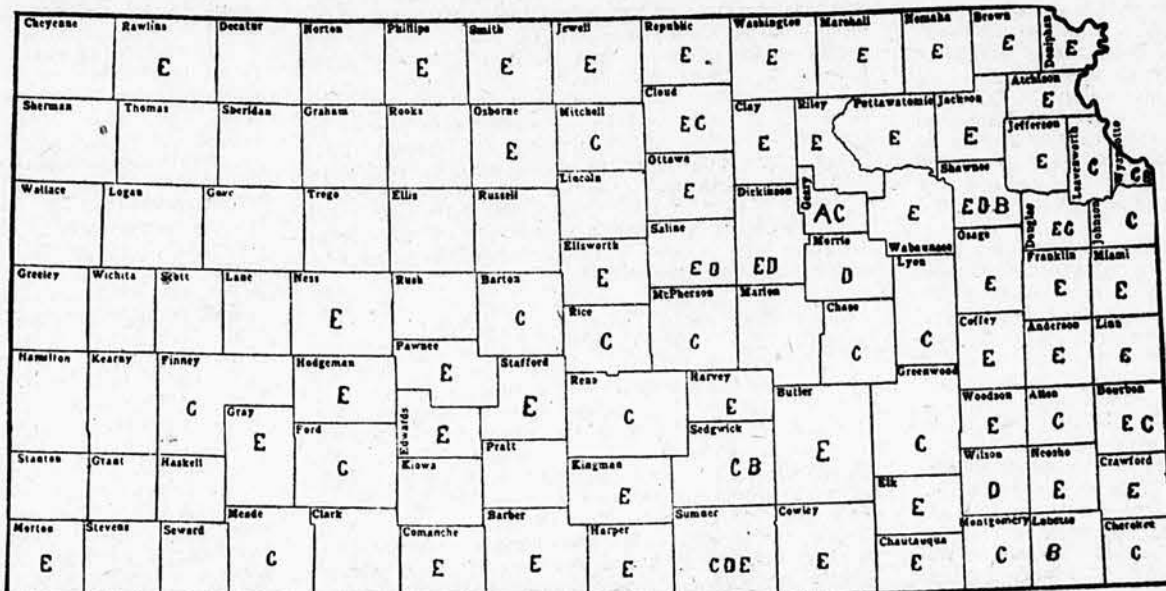 Cheyenne Rawlins Decatur Norton Phillips Smith Jewell Republic Washington Marshall Nemaha Brown Doniphan
E E E E E E E E E E
Atchison
E
Sherman Thomas Sheridan Graham Rooks Osborne Mitchell Cloud Clay Riley Pottawatomie Jackson Jefferson Leavenworth Wyandotte
E C EC E E E E E C C
Wallace Logan Gove Trego Ellis Russell Lincoln Ottawa Dickinson Geary Wabaunsee Shawnee Douglas Johnson
E ED AC E EDB EC C
Ellsworth Saline Morris Osage Franklin Miami
E ED D E E E
Greeley Wichita Scott Lane Ness Rush Barton Rice McPherson Marion Chase Lyon Coffey Anderson Linn
E C C C C C E E E
Hamilton Kearny Finney Hodgeman Pawnee Stafford Reno Harvey Butler Greenwood Woodson Allen Bourbon
C E E E C E E C E C EC
Gray Ford Edwards Pratt Sedgwick
E C E CB
Stanton Grant Haskell Kiowa Kingman Elk Wilson Neosho Crawford
E E D E E
Morton Stevens Seward Meade Clark Comanche Barber Harper Sumner Cowley Chautauqua Montgomery Labette Cherokee
E C E E E CDE E E C B C